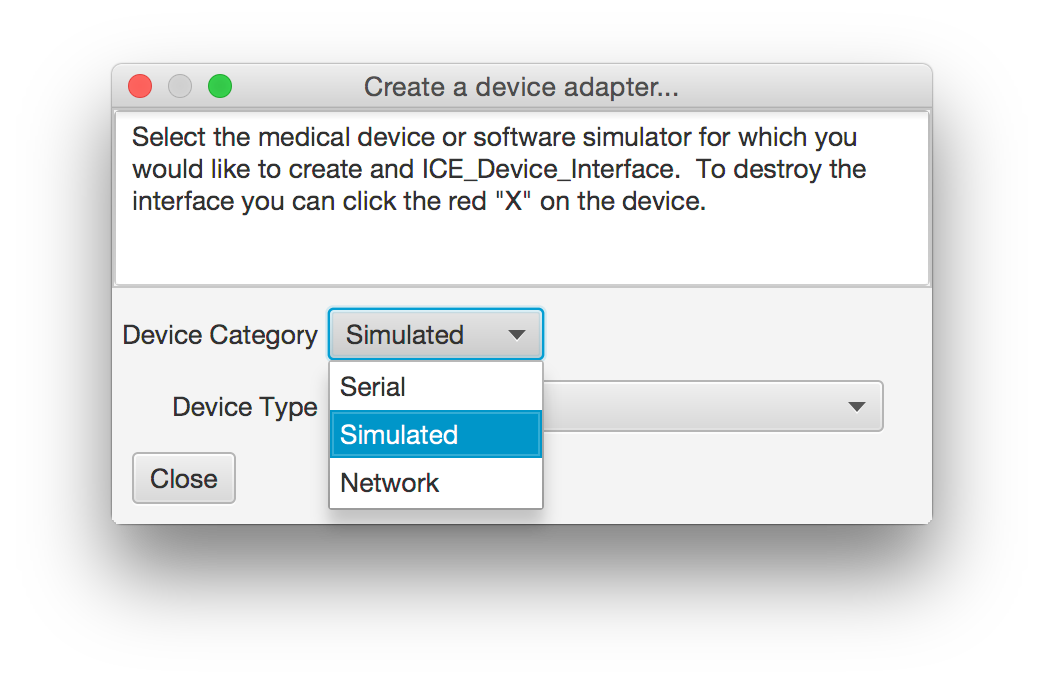 Create a device adapter...
Select the medical device or software simulator for which you
would like to create and ICE_Device_Interface.  To destroy the
interface you can click the red "X" on the device.
Device Category
Simulated
Serial
Simulated
Network
Device Type
Close